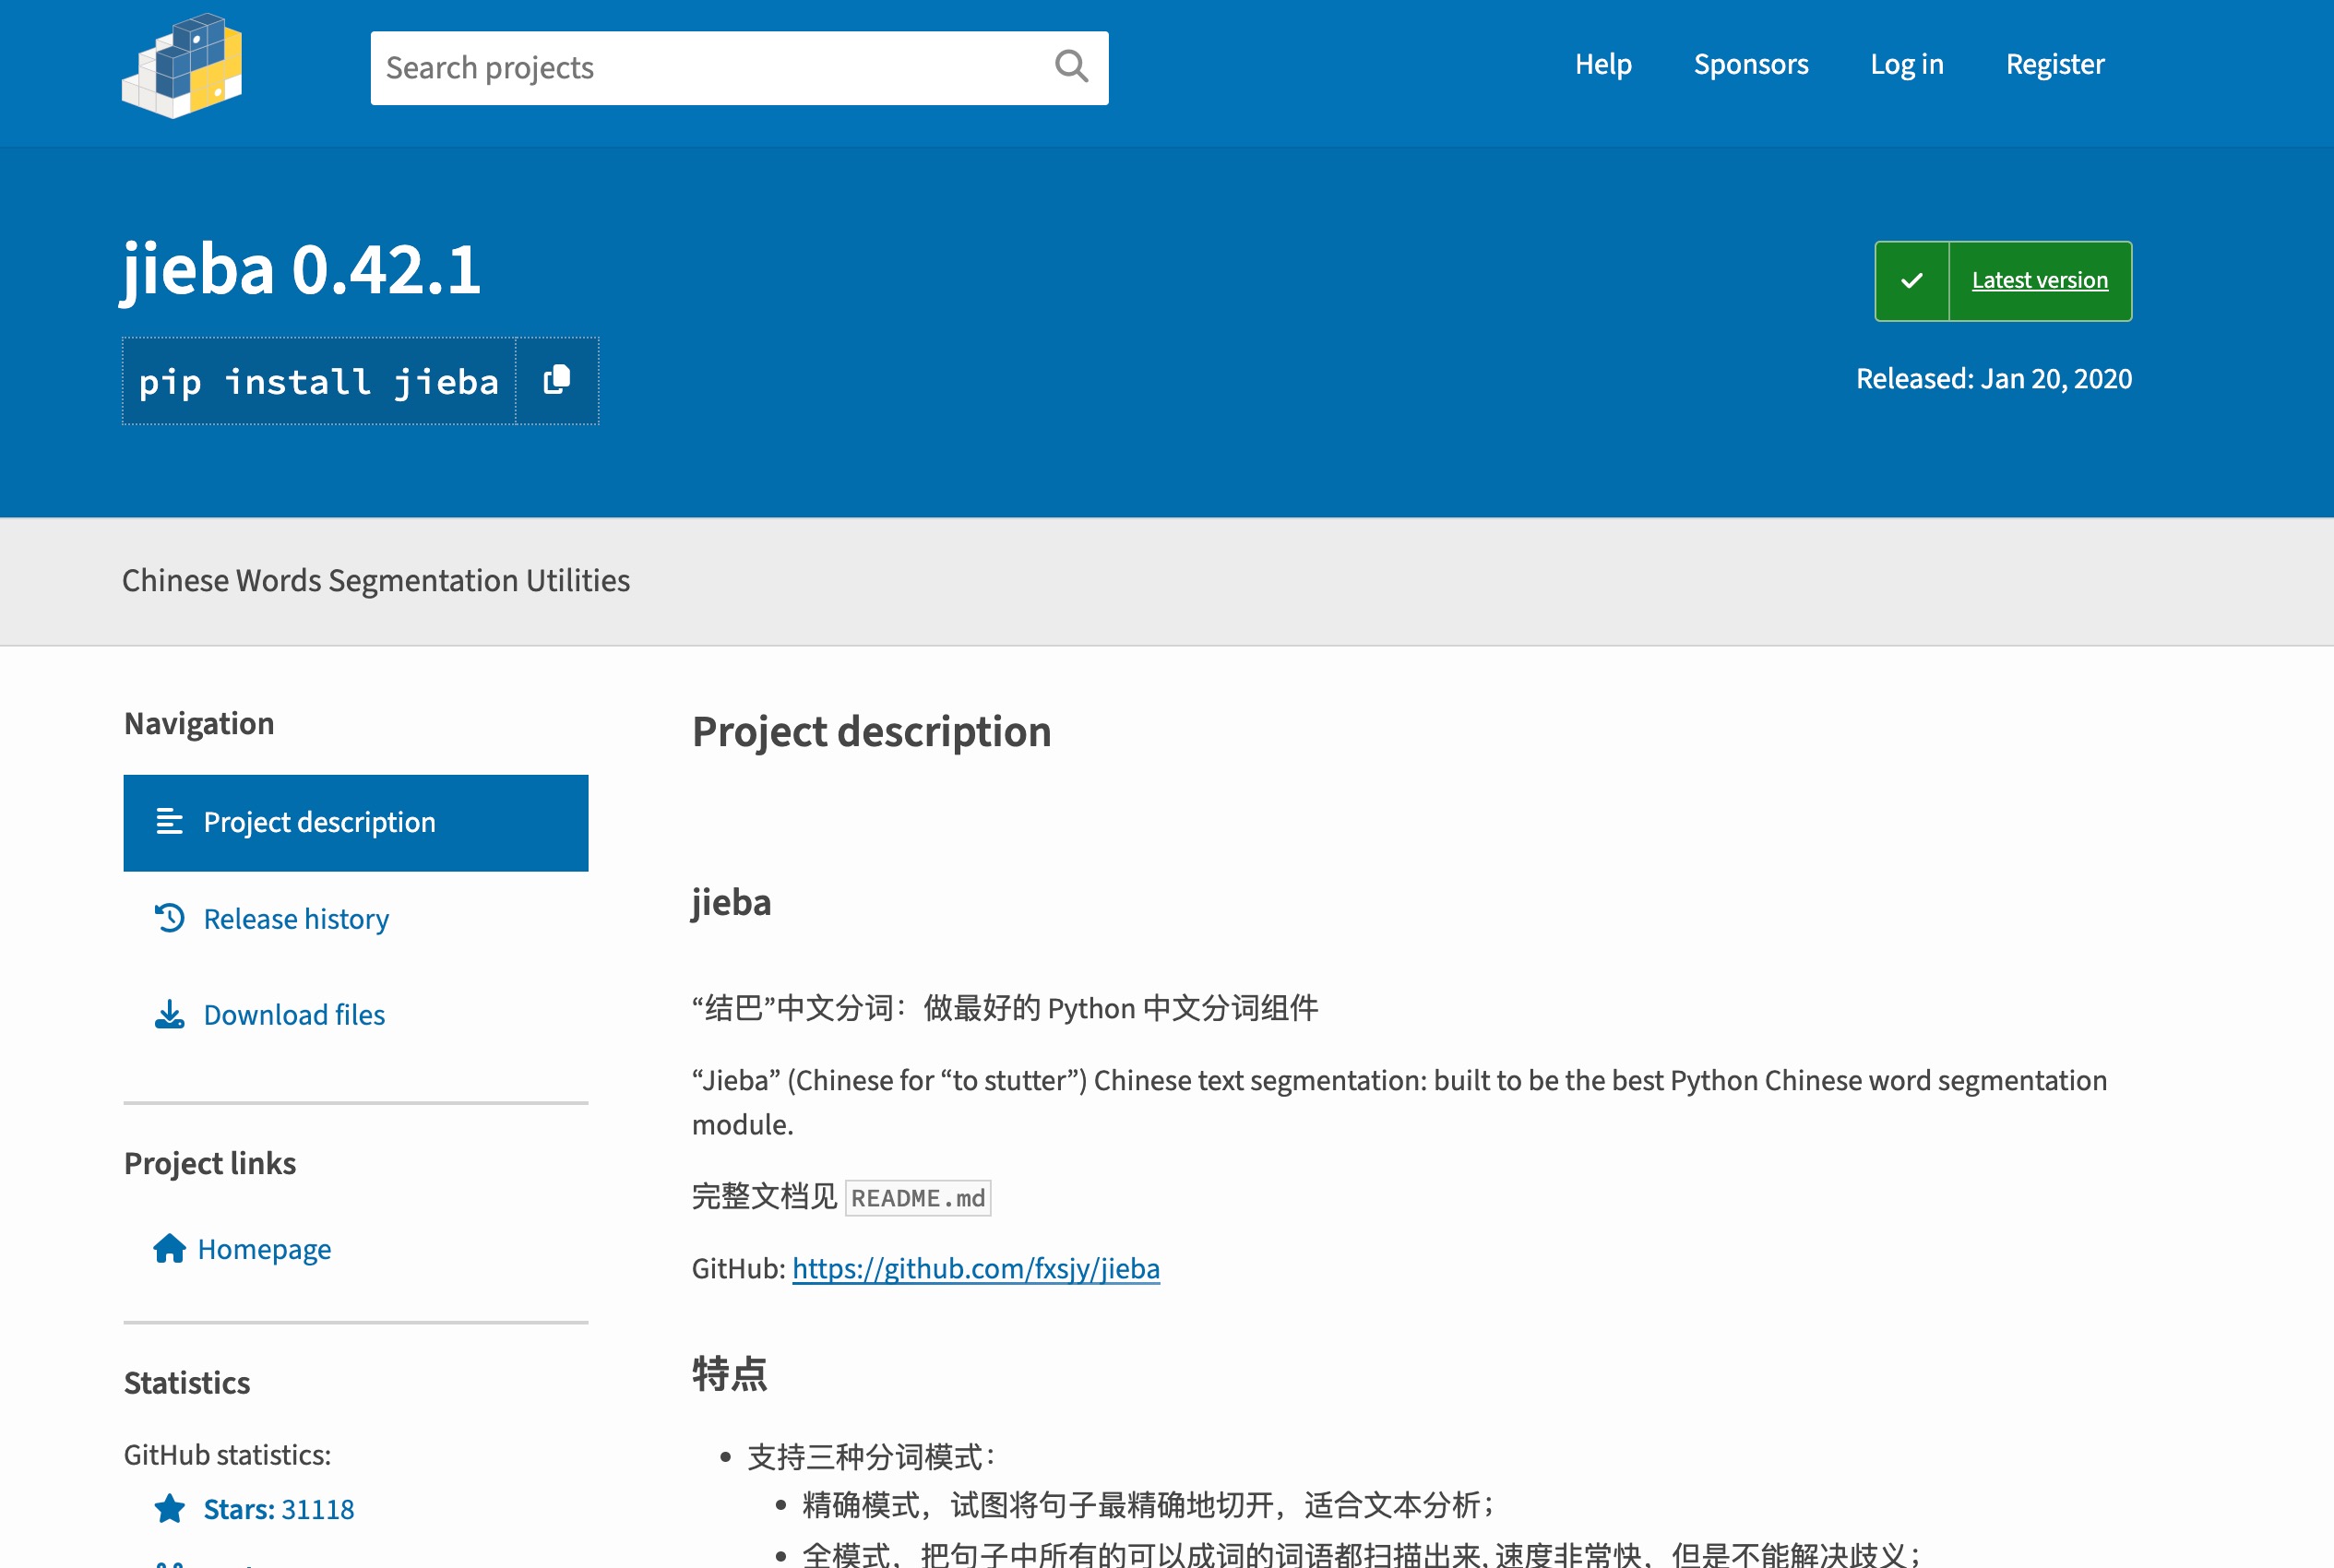 Search projects
Help
Sponsors
Log in
Register
jieba 0.42.1
Latest version
pip install jieba
Released: Jan 20, 2020
Chinese Words Segmentation Utilities
Navigation
Project description
Release history
Download files
Project links
Homepage
Statistics
GitHub statistics:
Stars: 31118
Project description
jieba
“结巴”中文分词：做最好的 Python 中文分词组件
“Jieba” (Chinese for “to stutter”) Chinese text segmentation: built to be the best Python Chinese word segmentation
module.
完整文档见 README.md
GitHub: https://github.com/fxsjy/jieba
特点
支持三种分词模式：
精确模式，试图将句子最精确地切开，适合文本分析；
全模式，把句子中所有的可以成词的词语都扫描出来, 速度非常快，但是不能解决歧义；